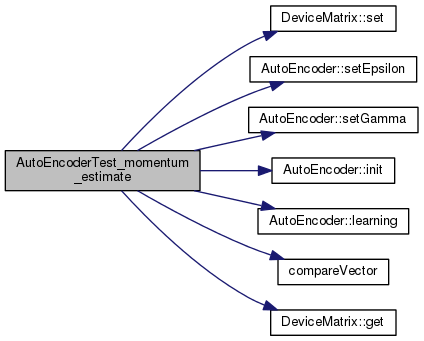 DeviceMatrix::set
AutoEncoder::setEpsilon
AutoEncoder::setGamma
AutoEncoderTest_momentum
_estimate
AutoEncoder::init
AutoEncoder::learning
compareVector
DeviceMatrix::get